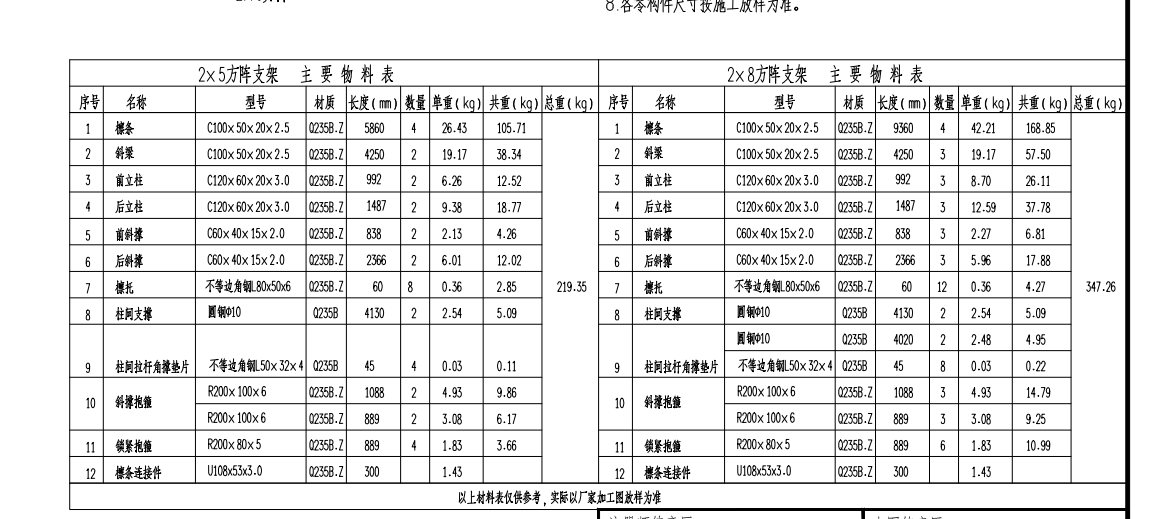 8.各零构件尺寸按施工放样为准。
2×5方阵支架 主 要 物 料 表 2×8方阵支架 主 要 物 料 表
序号 名称 型号 材质 长度(mm) 数量 单重(kg) 共重(kg) 总重(kg) 序号 名称 型号 材质 长度(mm) 数量 单重(kg) 共重(kg) 总重(kg)
1 檩条 C100×50×20×2.5 Q235B.Z 5860 4 26.43 105.71 1 檩条 C100×50×20×2.5 Q235B.Z 9360 4 42.21 168.85
2 斜梁 C100×50×20×2.5 Q235B.Z 4250 2 19.17 38.34 2 斜梁 C100×50×20×2.5 Q235B.Z 4250 3 19.17 57.50
3 前立柱 C120×60×20×3.0 Q235B.Z 992 2 6.26 12.52 3 前立柱 C120×60×20×3.0 Q235B.Z 992 3 8.70 26.11
4 后立柱 C120×60×20×3.0 Q235B.Z 1487 2 9.38 18.77 4 后立柱 C120×60×20×3.0 Q235B.Z 1487 3 12.59 37.78
5 前斜撑 C60×40×15×2.0 Q235B.Z 838 2 2.13 4.26 5 前斜撑 C60×40×15×2.0 Q235B.Z 838 3 2.27 6.81
6 后斜撑 C60×40×15×2.0 Q235B.Z 2366 2 6.01 12.02 6 后斜撑 C60×40×15×2.0 Q235B.Z 2366 3 5.96 17.88
7 檩托 不等边角钢L80x50x6 Q235B.Z 60 8 0.36 2.85 219.35 7 檩托 不等边角钢L80x50x6 Q235B.Z 60 12 0.36 4.27 347.26
8 柱间支撑 圆钢Φ10 Q235B 4130 2 2.54 5.09 8 柱间支撑 圆钢Φ10 Q235B 4130 2 2.54 5.09
圆钢Φ10 Q235B 4020 2 2.48 4.95
9 柱间拉杆角撑垫片 不等边角钢L50×32×4 Q235B 45 4 0.03 0.11 9 柱间拉杆角撑垫片 不等边角钢L50×32×4 Q235B 45 8 0.03 0.22
10 斜撑抱箍 R200×100×6 Q235B.Z 1088 2 4.93 9.86 10 斜撑抱箍 R200×100×6 Q235B.Z 1088 3 4.93 14.79
R200×100×6 Q235B.Z 889 2 3.08 6.17 R200×100×6 Q235B.Z 889 3 3.08 9.25
11 锁紧抱箍 R200×80×5 Q235B.Z 889 4 1.83 3.66 11 锁紧抱箍 R200×80×5 Q235B.Z 889 6 1.83 10.99
12 檩条连接件 U108x53x3.0 Q235B.Z 300 1.43 12 檩条连接件 U108x53x3.0 Q235B.Z 300 1.43
以上材料表仅供参考，实际以厂家加工图放样为准